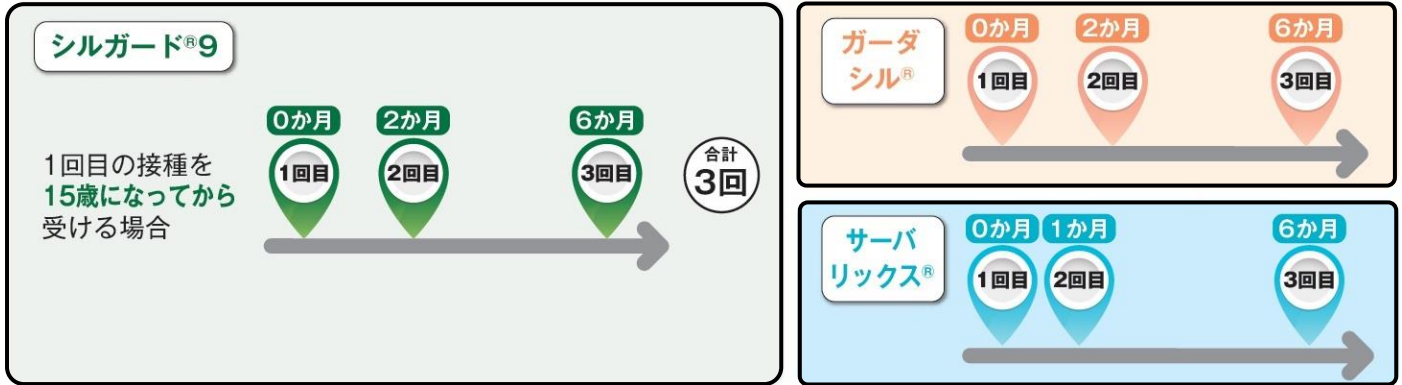 シルガード®9
0か月 2か月 6か月
1回目 2回目 3回目
1回目の接種を
15歳になってから
受ける場合
合計
3回
ガーダ
シル®
0か月 2か月 6か月
1回目 2回目 3回目
サーバ
リックス®
0か月 1か月 6か月
1回目 2回目 3回目